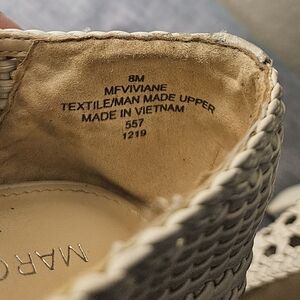 8M
MFVIVIANE
TEXTILE/MAN MADE UPPER
MADE IN VIETNAM
557
1219
MARC